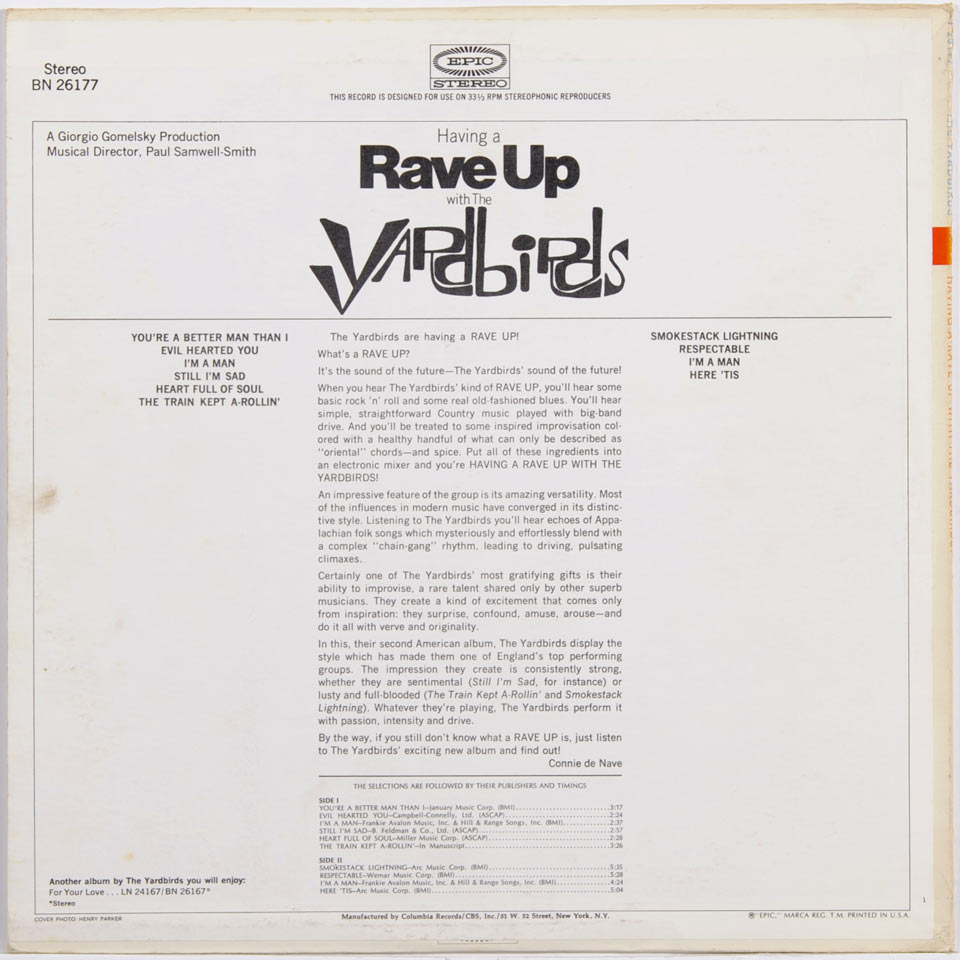 Stereo
BN 26177
EPIC
STEREO
THIS RECORD IS DESIGNED FOR USE ON 33⅓ RPM STEREOPHONIC REPRODUCERS
A Giorgio Gomelsky Production
Musical Director, Paul Samwell-Smith
Having a
Rave Up
with The
Yardbirds
YOU'RE A BETTER MAN THAN I
EVIL HEARTED YOU
I'M A MAN
STILL I'M SAD
HEART FULL OF SOUL
THE TRAIN KEPT A-ROLLIN'
The Yardbirds are having a RAVE UP!
What's a RAVE UP?
It's the sound of the future—The Yardbirds' sound of the future!
When you hear The Yardbirds' kind of RAVE UP, you'll hear some
basic rock 'n' roll and some real old-fashioned blues. You'll hear
simple, straightforward Country music played with big-band
drive. And you'll be treated to some inspired improvisation col-
ored with a healthy handful of what can only be described as
"oriental" chords—and spice. Put all of these ingredients into
an electronic mixer and you're HAVING A RAVE UP WITH THE
YARDBIRDS!
An impressive feature of the group is its amazing versatility. Most
of the influences in modern music have converged in its distinc-
tive style. Listening to The Yardbirds you'll hear echoes of Appa-
lachian folk songs which mysteriously and effortlessly blend with
a complex "chain-gang" rhythm, leading to driving, pulsating
climaxes.
Certainly one of The Yardbirds' most gratifying gifts is their
ability to improvise, a rare talent shared only by other superb
musicians. They create a kind of excitement that comes only
from inspiration: they surprise, confound, amuse, arouse—and
do it all with verve and originality.
In this, their second American album, The Yardbirds display the
style which has made them one of England's top performing
groups. The impression they create is consistently strong,
whether they are sentimental (Still I'm Sad, for instance) or
lusty and full-blooded (The Train Kept A-Rollin' and Smokestack
Lightning). Whatever they're playing, The Yardbirds perform it
with passion, intensity and drive.
By the way, if you still don't know what a RAVE UP is, just listen
to The Yardbirds' exciting new album and find out!
Connie de Nave
SMOKESTACK LIGHTNING
RESPECTABLE
I'M A MAN
HERE 'TIS
THE SELECTIONS ARE FOLLOWED BY THEIR PUBLISHERS AND TIMINGS
SIDE I
YOU'RE A BETTER MAN THAN I—January Music Corp. (BMI)..........3:17
EVIL HEARTED YOU—Campbell-Connelly, Ltd. (ASCAP)..........2:24
I'M A MAN—Frankie Avalon Music, Inc. & Hill & Range Songs, Inc. (BMI)..........2:37
STILL I'M SAD—B. Feldman & Co., Ltd. (ASCAP)..........2:57
HEART FULL OF SOUL—Miller Music Corp. (ASCAP)..........2:28
THE TRAIN KEPT A-ROLLIN'—In Manuscript..........3:26
SIDE II
SMOKESTACK LIGHTNING—Arc Music Corp. (BMI)..........5:35
RESPECTABLE—Wemar Music Corp. (BMI)..........5:28
I'M A MAN—Frankie Avalon Music, Inc. & Hill & Range Songs, Inc. (BMI)..........4:24
HERE 'TIS—Arc Music Corp. (BMI)..........5:04
Another album by The Yardbirds you will enjoy:
For Your Love . . . LN 24167/BN 26167*
*Stereo
1
COVER PHOTO: HENRY PARKER
Manufactured by Columbia Records/CBS, Inc./51 W. 52 Street, New York, N.Y.
® "EPIC," MARCA REG. T.M. PRINTED IN U.S.A.